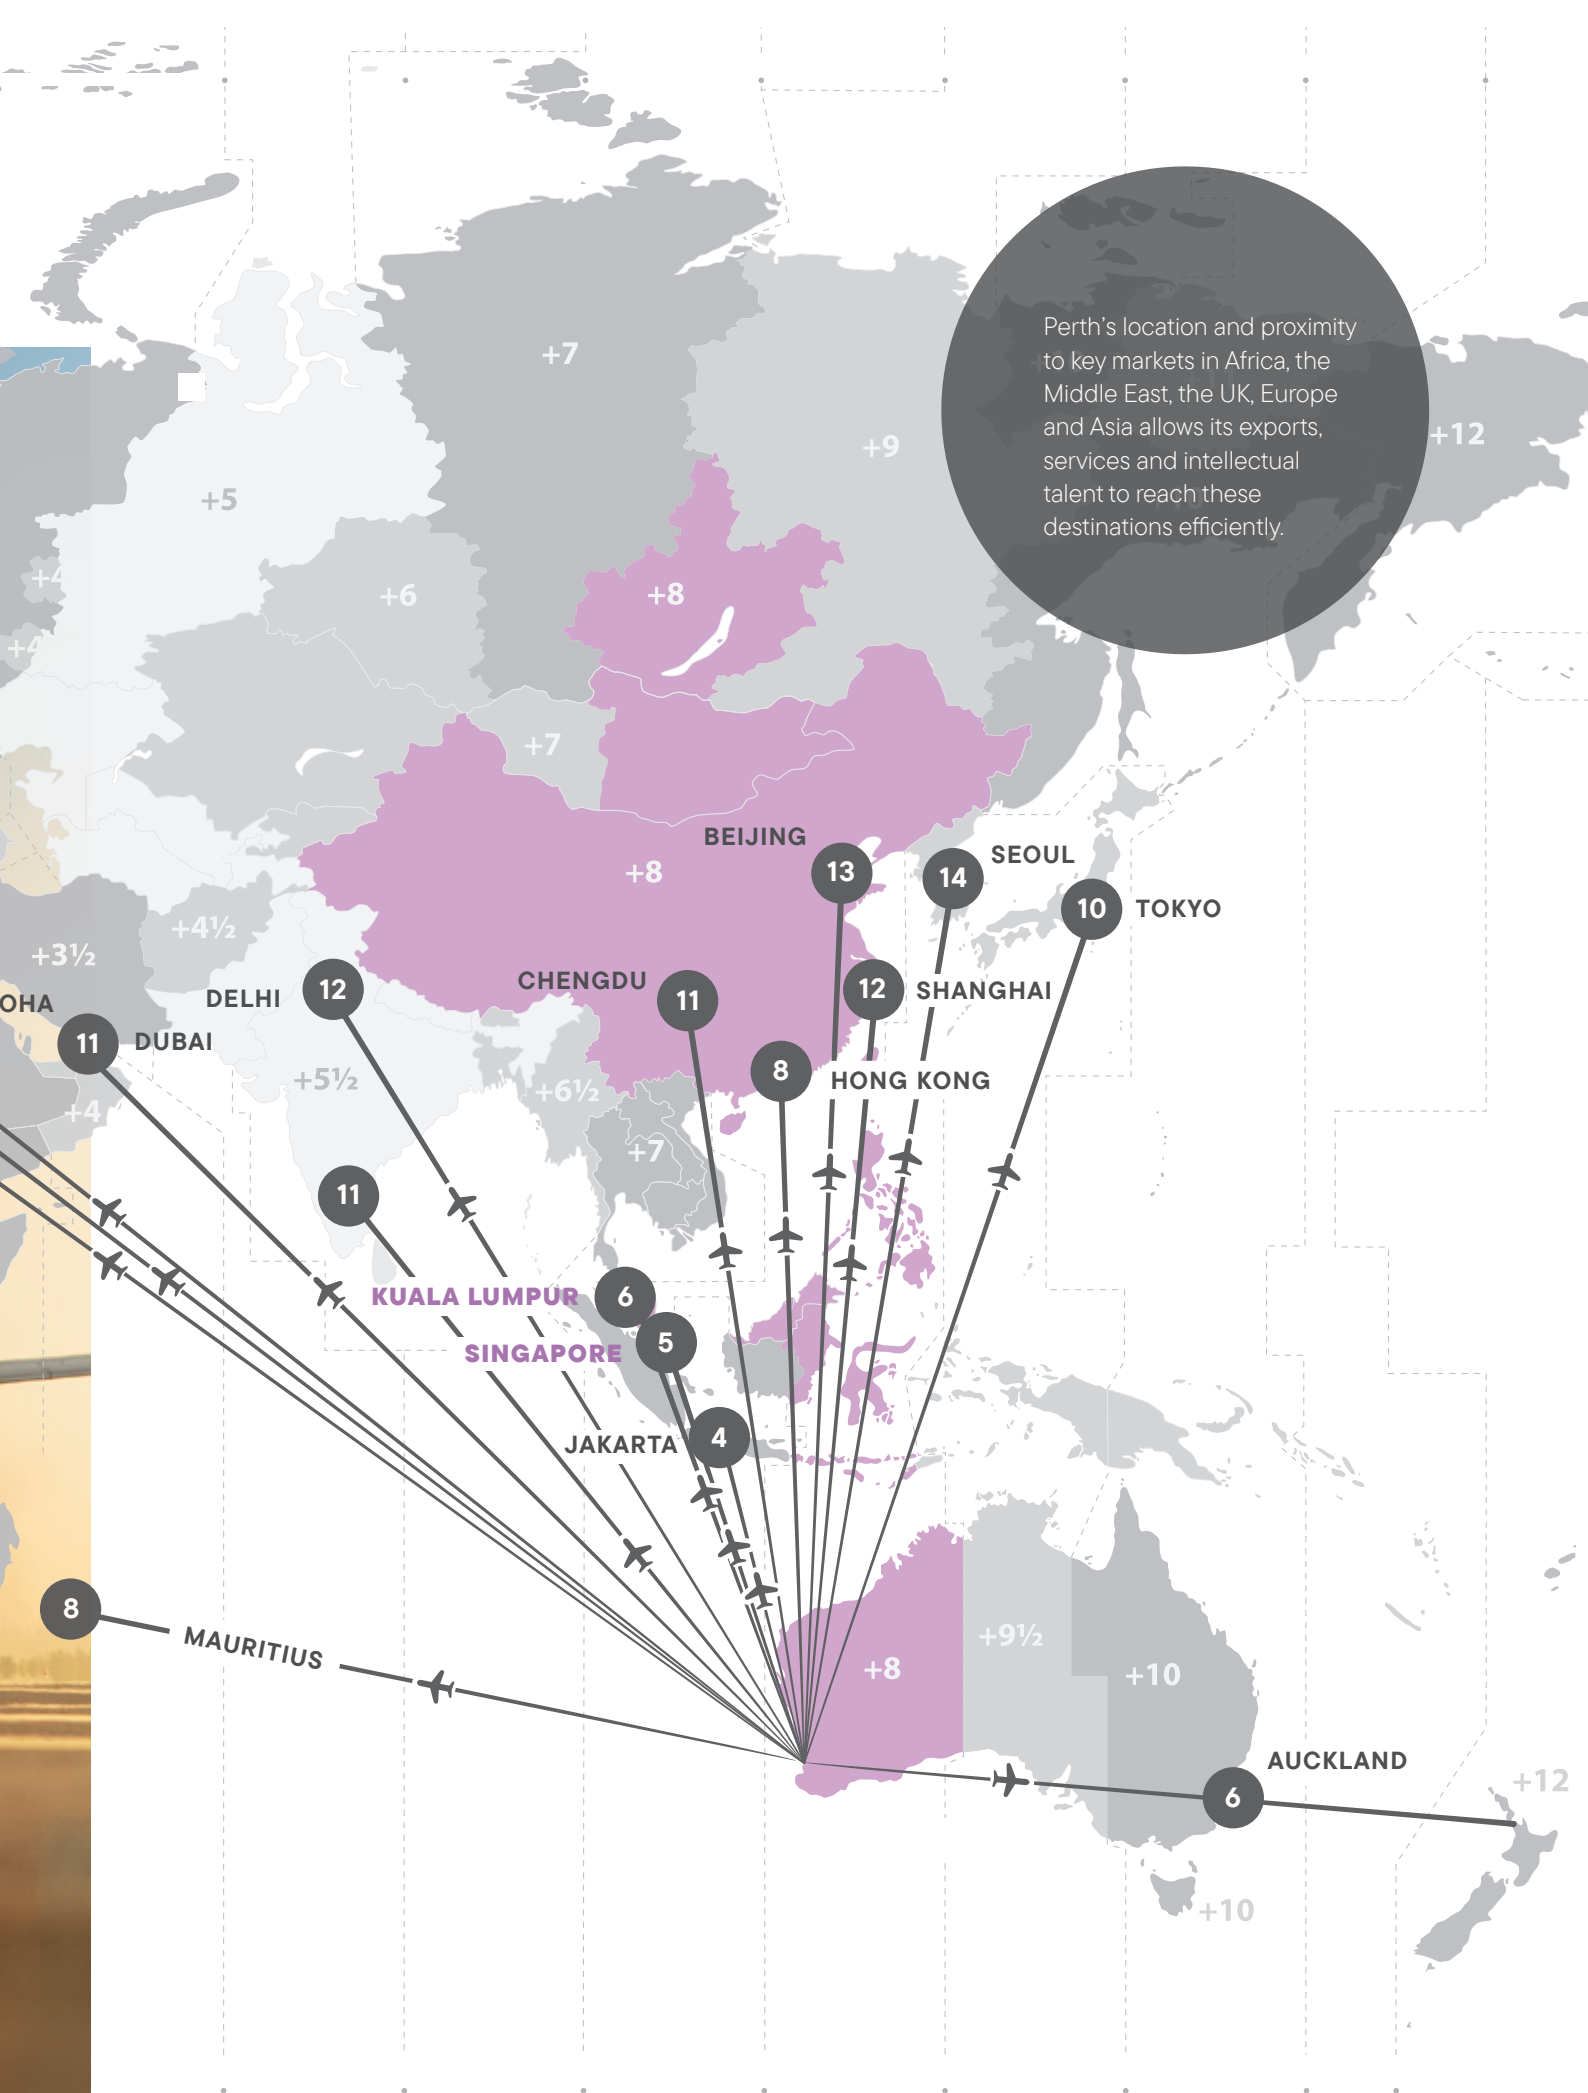 Perth's location and proximity
to key markets in Africa, the
Middle East, the UK, Europe
and Asia allows its exports,
services and intellectual
talent to reach these
destinations efficiently.
+7
+12
+9
+5
+4
+6
+8
+4
+7
BEIJING
13
SEOUL
14
+8
10
TOKYO
+4½
+3½
CHENGDU
11
DELHI
12
12
SHANGHAI
OHA
11
DUBAI
8
HONG KONG
+5½
+6½
+4
+7
11
KUALA LUMPUR
6
SINGAPORE
5
JAKARTA
4
8
MAURITIUS
+9½
+8
+10
AUCKLAND
6
+12
+10